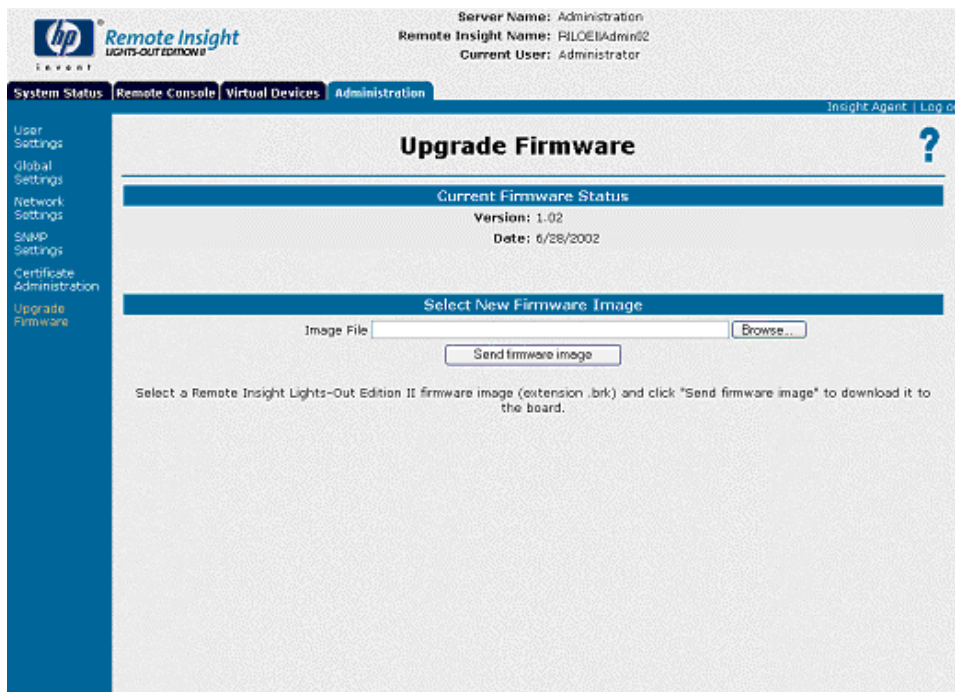 Server Name: Administration
Remote Insight Name: RILOEIIAdmin02
Current User: Administrator
hp
invent
Remote Insight
LIGHTS-OUT EDITION II
System Status
Remote Console
Virtual Devices
Administration
Insight Agent | Log o
User
Settings
Global
Settings
Network
Settings
SNMP
Settings
Certificate
Administration
Upgrade
Firmware
Upgrade Firmware
?
Current Firmware Status
Version: 1.02
Date: 6/28/2002
Select New Firmware Image
Image File
Browse...
Send firmware image
Select a Remote Insight Lights-Out Edition II firmware image (extension .brk) and click "Send firmware image" to download it to
the board.